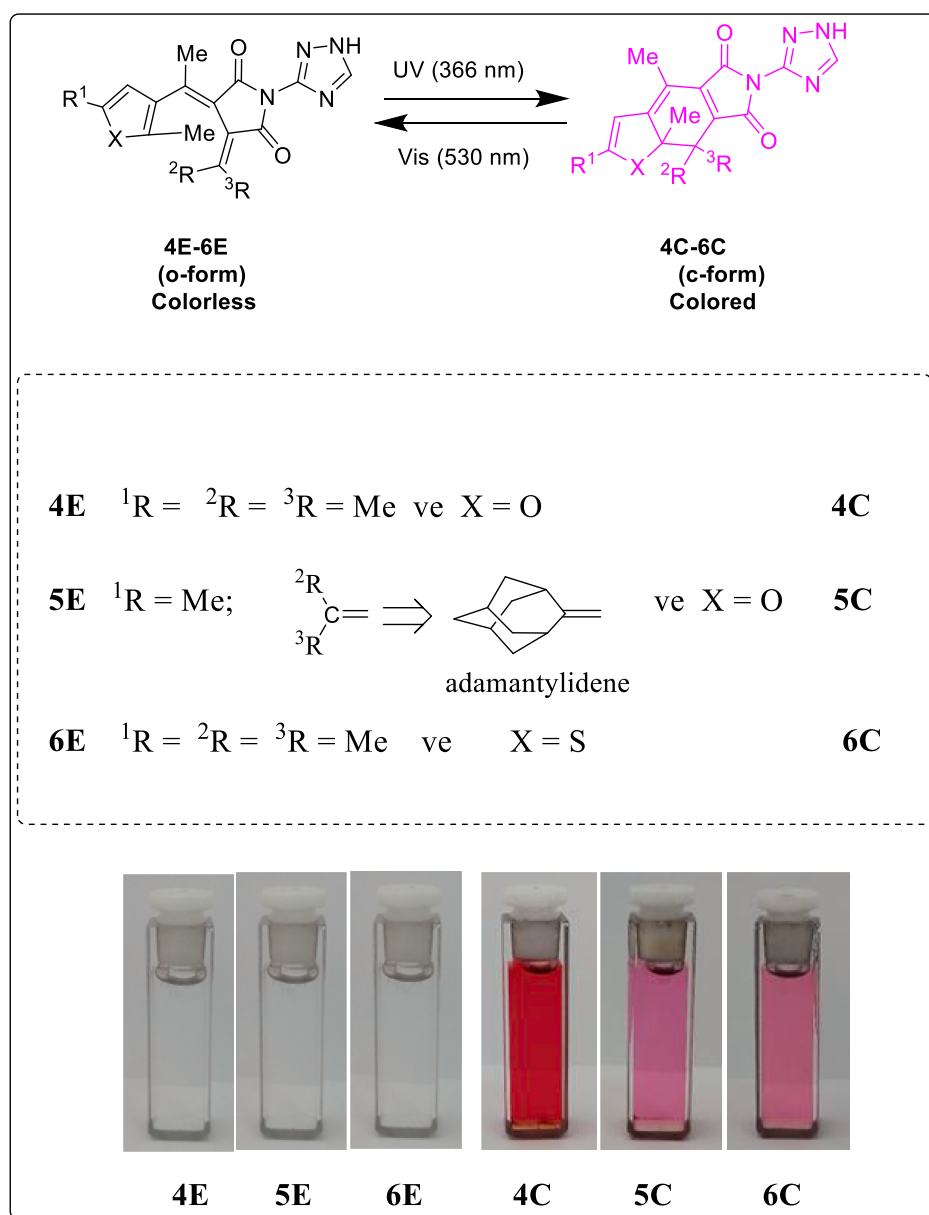 Me
O
N
NH
N
N
R¹
X
Me
O
²R
³R
UV (366 nm)
Vis (530 nm)
Me
O
N
NH
N
N
Me
R¹
X
O
²R
³R
4E-6E
(o-form)
Colorless
4C-6C
(c-form)
Colored
4E ¹R = ²R = ³R = Me ve X = O 4C
5E ¹R = Me; ²R C ³R ve X = O 5C
adamantylidene
6E ¹R = ²R = ³R = Me ve X = S 6C
4E 5E 6E 4C 5C 6C